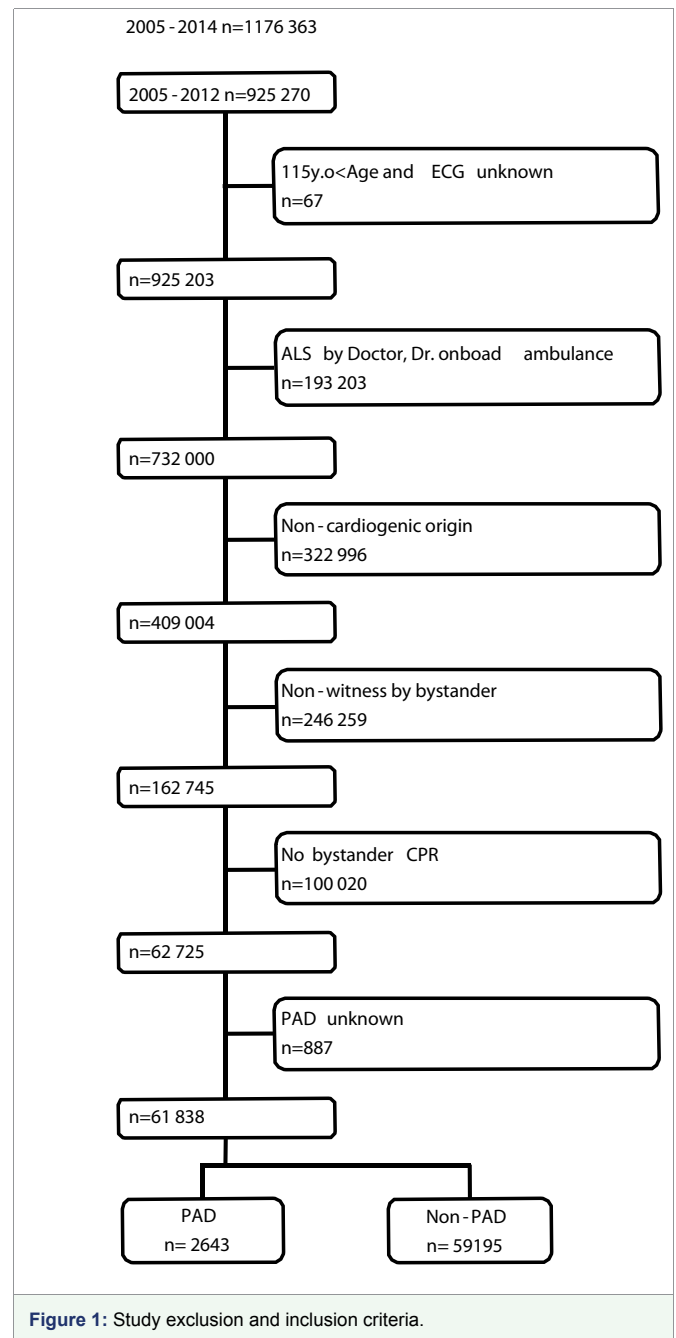 2005 - 2014 n=1176 363
2005 - 2012 n=925 270
115y.o<Age and ECG unknown
n=67
n=925 203
ALS by Doctor, Dr. onboad ambulance
n=193 203
n=732 000
Non - cardiogenic origin
n=322 996
n=409 004
Non - witness by bystander
n=246 259
n=162 745
No bystander CPR
n=100 020
n=62 725
PAD unknown
n=887
n=61 838
PAD
n= 2643
Non - PAD
n= 59195
Figure 1: Study exclusion and inclusion criteria.